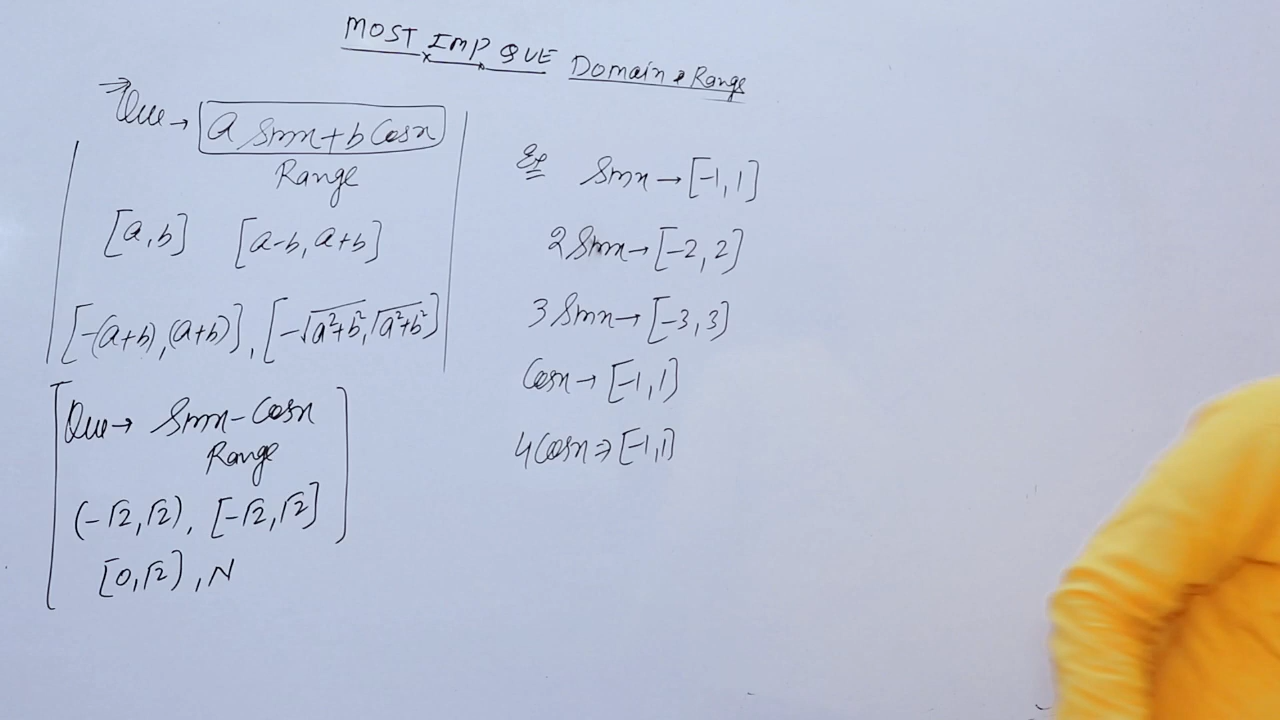 MOST IMP QUE Domain & Range
Que → a Sinx + b Cosx
Range
[a,b] [a-b, a+b]
[-(a+b),(a+b)], [-√a²+b², √a²+b²]
Que → Sinx - Cosx
Range
(-√2,√2), [-√2,√2]
[0,√2), N
Ex Sinx → [-1,1]
2 Sinx → [-2, 2]
3 Sinx → [-3, 3]
Cosx → [-1,1]
4Cosx ⇒ [-1,1]